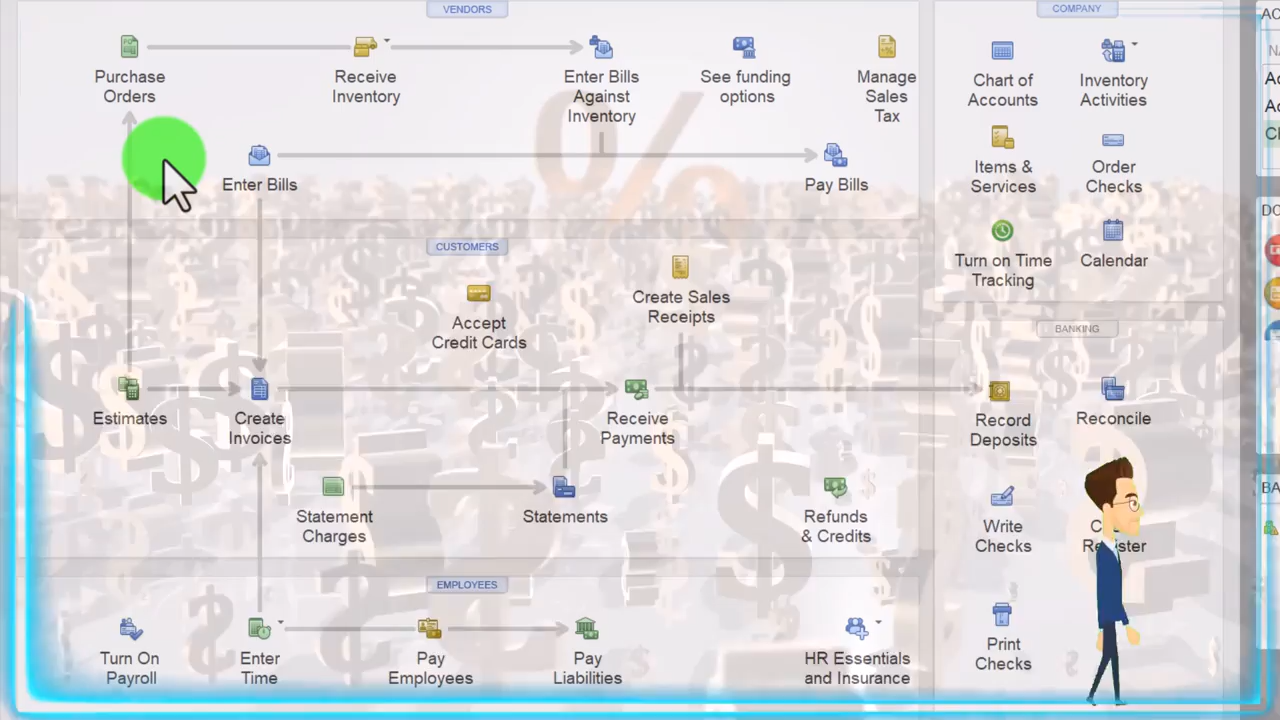 VENDORS
Purchase
Orders
Receive
Inventory
Enter Bills
Against
Inventory
See funding
options
Manage
Sales
Tax
Enter Bills
Pay Bills
CUSTOMERS
Accept
Credit Cards
Create Sales
Receipts
Estimates
Create
Invoices
Receive
Payments
Statement
Charges
Statements
Refunds
& Credits
EMPLOYEES
Turn On
Payroll
Enter
Time
Pay
Employees
Pay
Liabilities
HR Essentials
and Insurance
COMPANY
Chart of
Accounts
Inventory
Activities
Items &
Services
Order
Checks
Turn on Time
Tracking
Calendar
BANKING
Record
Deposits
Reconcile
Write
Checks
Print
Checks